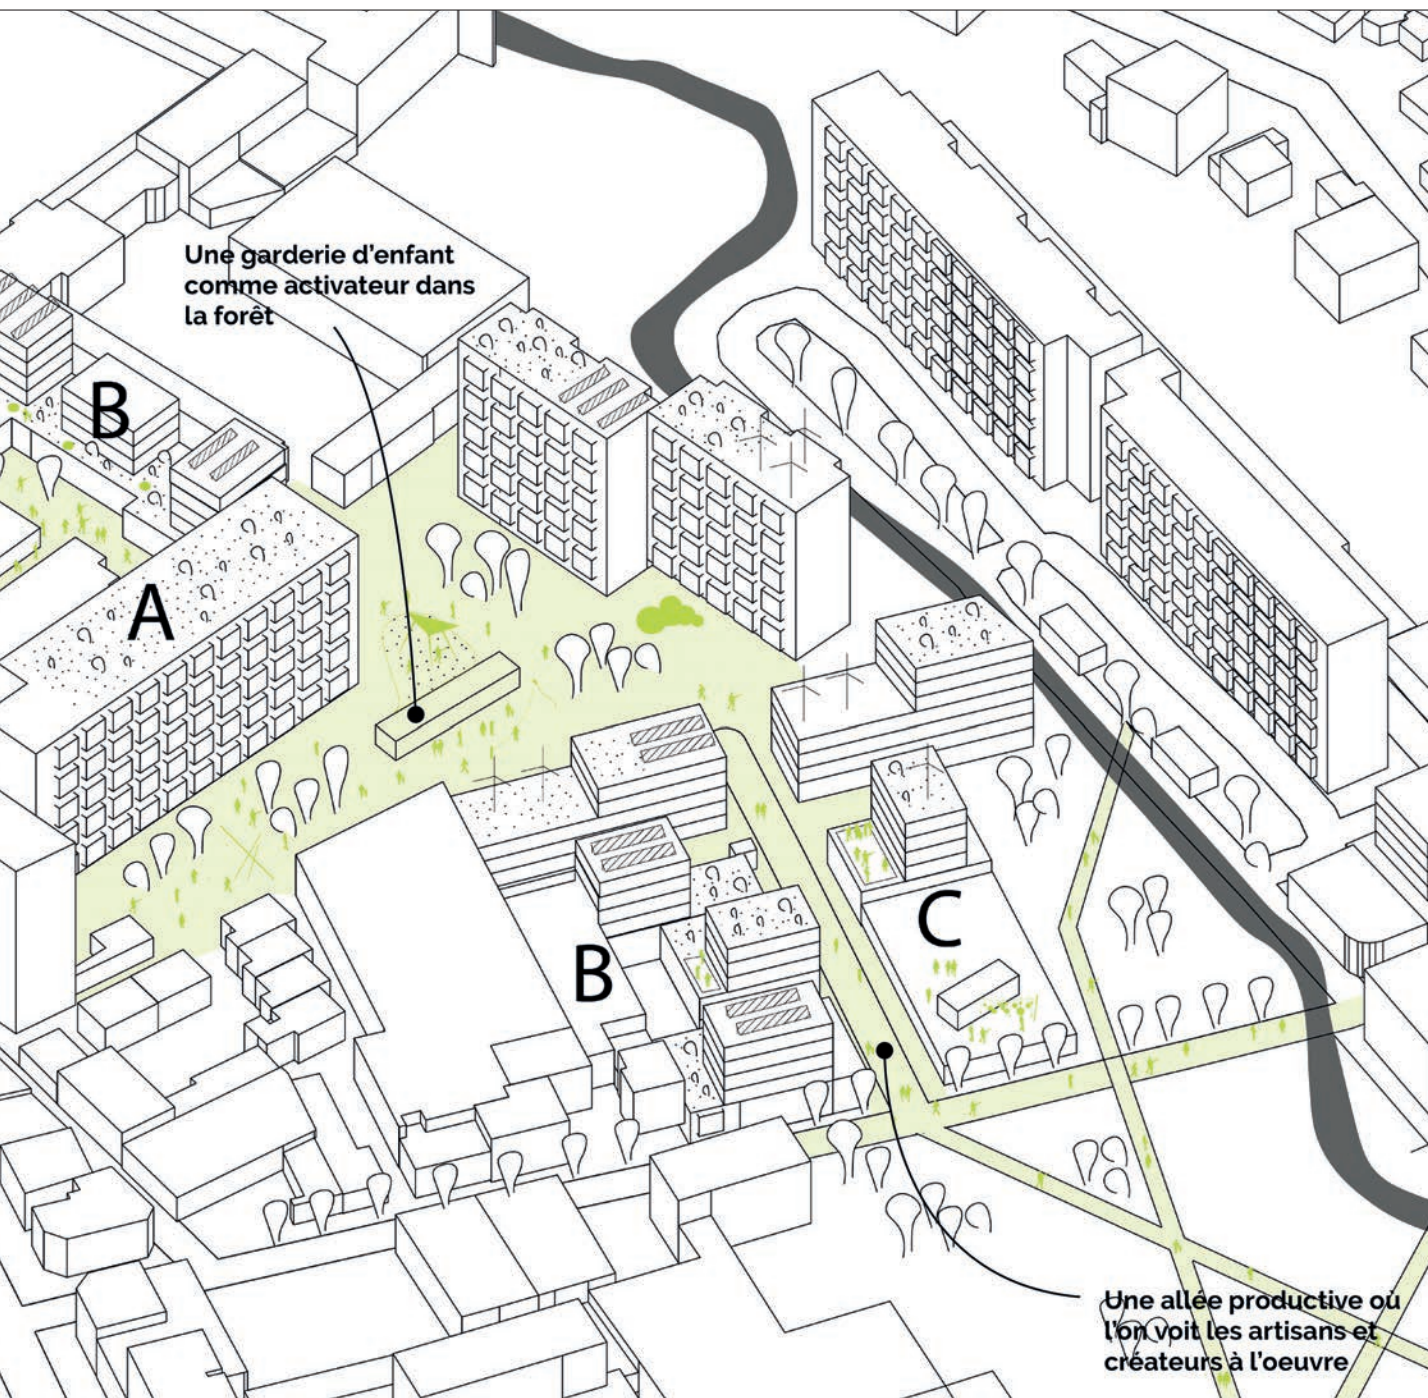 Une garderie d'enfant
comme activateur dans
la forêt
B
A
C
B
Une allée productive où
l'on voit les artisans et
créateurs à l'oeuvre